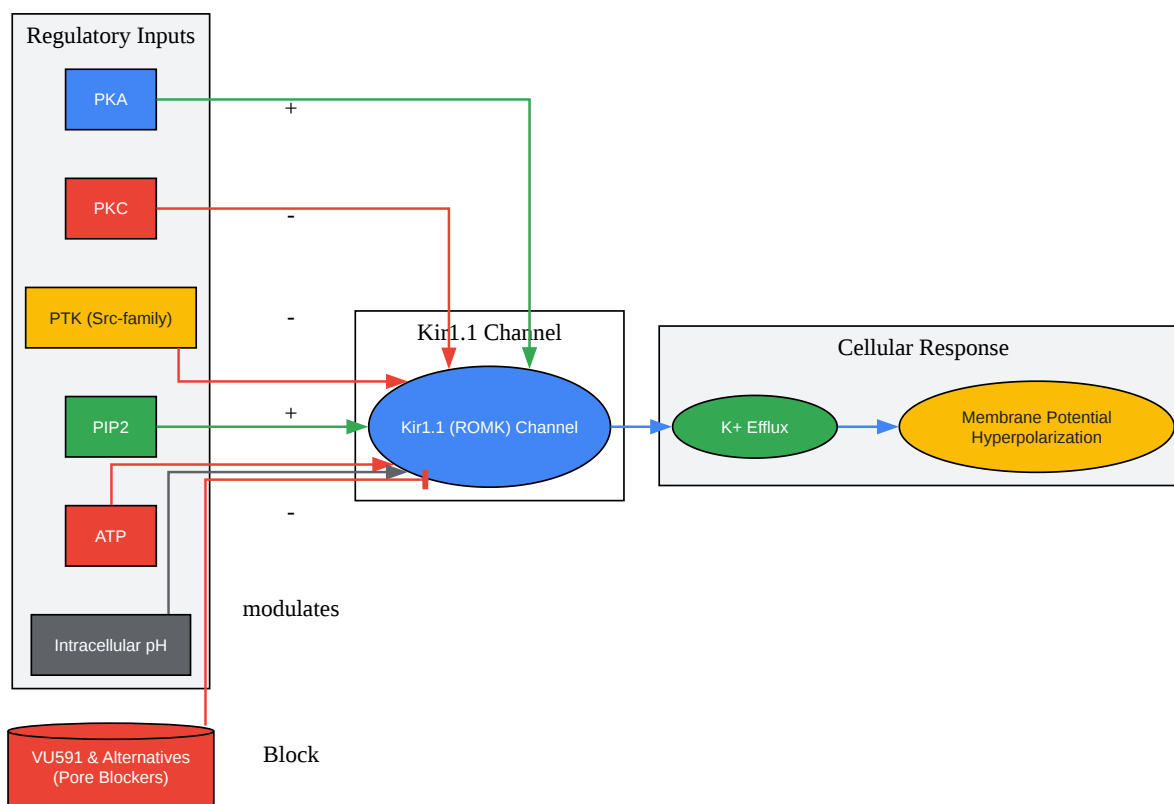 Regulatory Inputs
PKA
+
PKC
-
PTK (Src-family)
-
Kir1.1 Channel
Cellular Response
PIP2
+
Kir1.1 (ROMK) Channel
K+ Efflux
Membrane Potential
Hyperpolarization
ATP
-
modulates
Intracellular pH
Block
VU591 & Alternatives
(Pore Blockers)